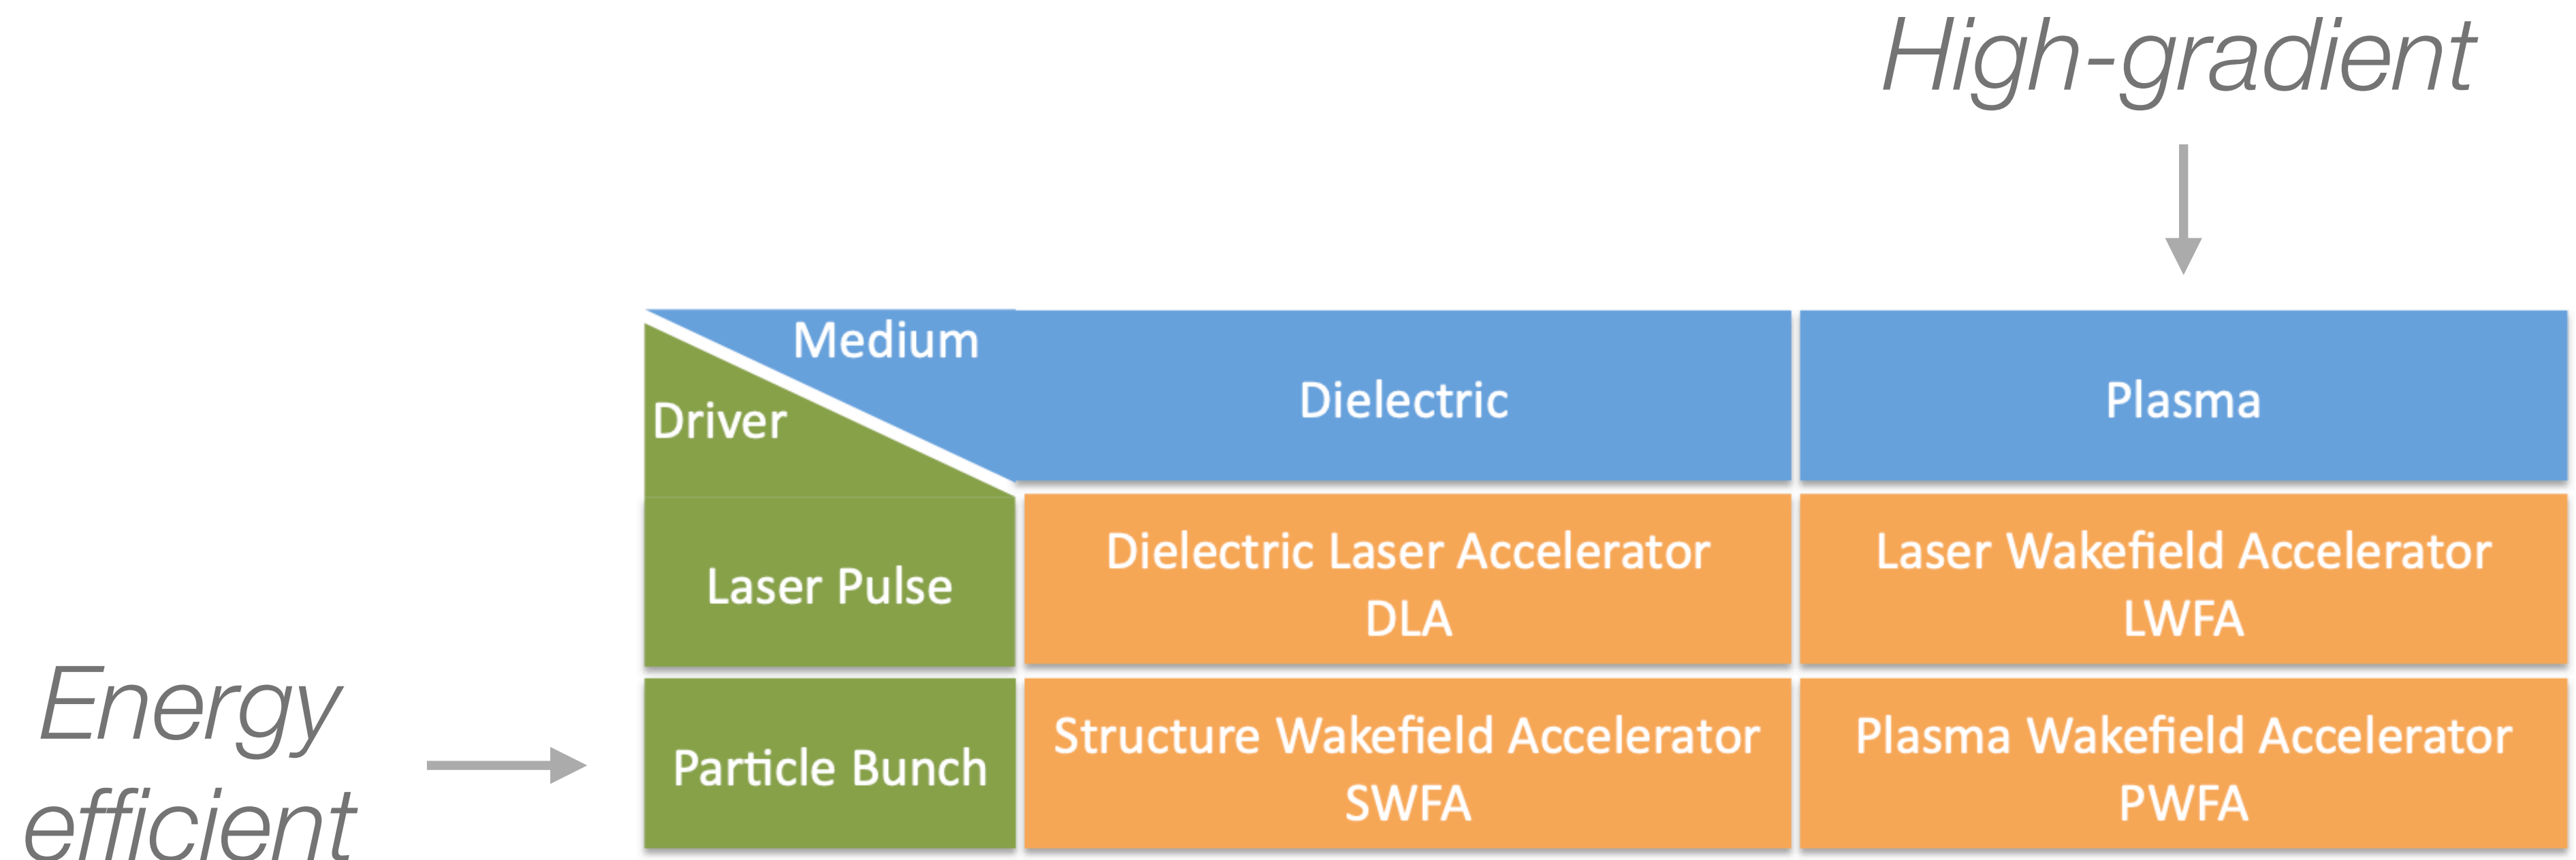 High-gradient
Medium
Driver
Dielectric
Plasma
Laser Pulse
Dielectric Laser Accelerator
DLA
Laser Wakefield Accelerator
LWFA
Energy
efficient
Particle Bunch
Structure Wakefield Accelerator
SWFA
Plasma Wakefield Accelerator
PWFA